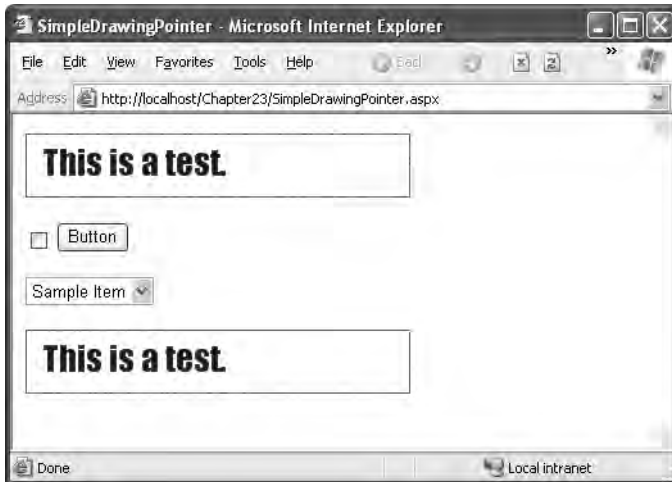 SimpleDrawingPointer - Microsoft Internet Explorer
File Edit View Favorites Tools Help »
Address http://localhost/Chapter23/SimpleDrawingPointer.aspx
This is a test.
Button
Sample Item
This is a test.
Done Local intranet